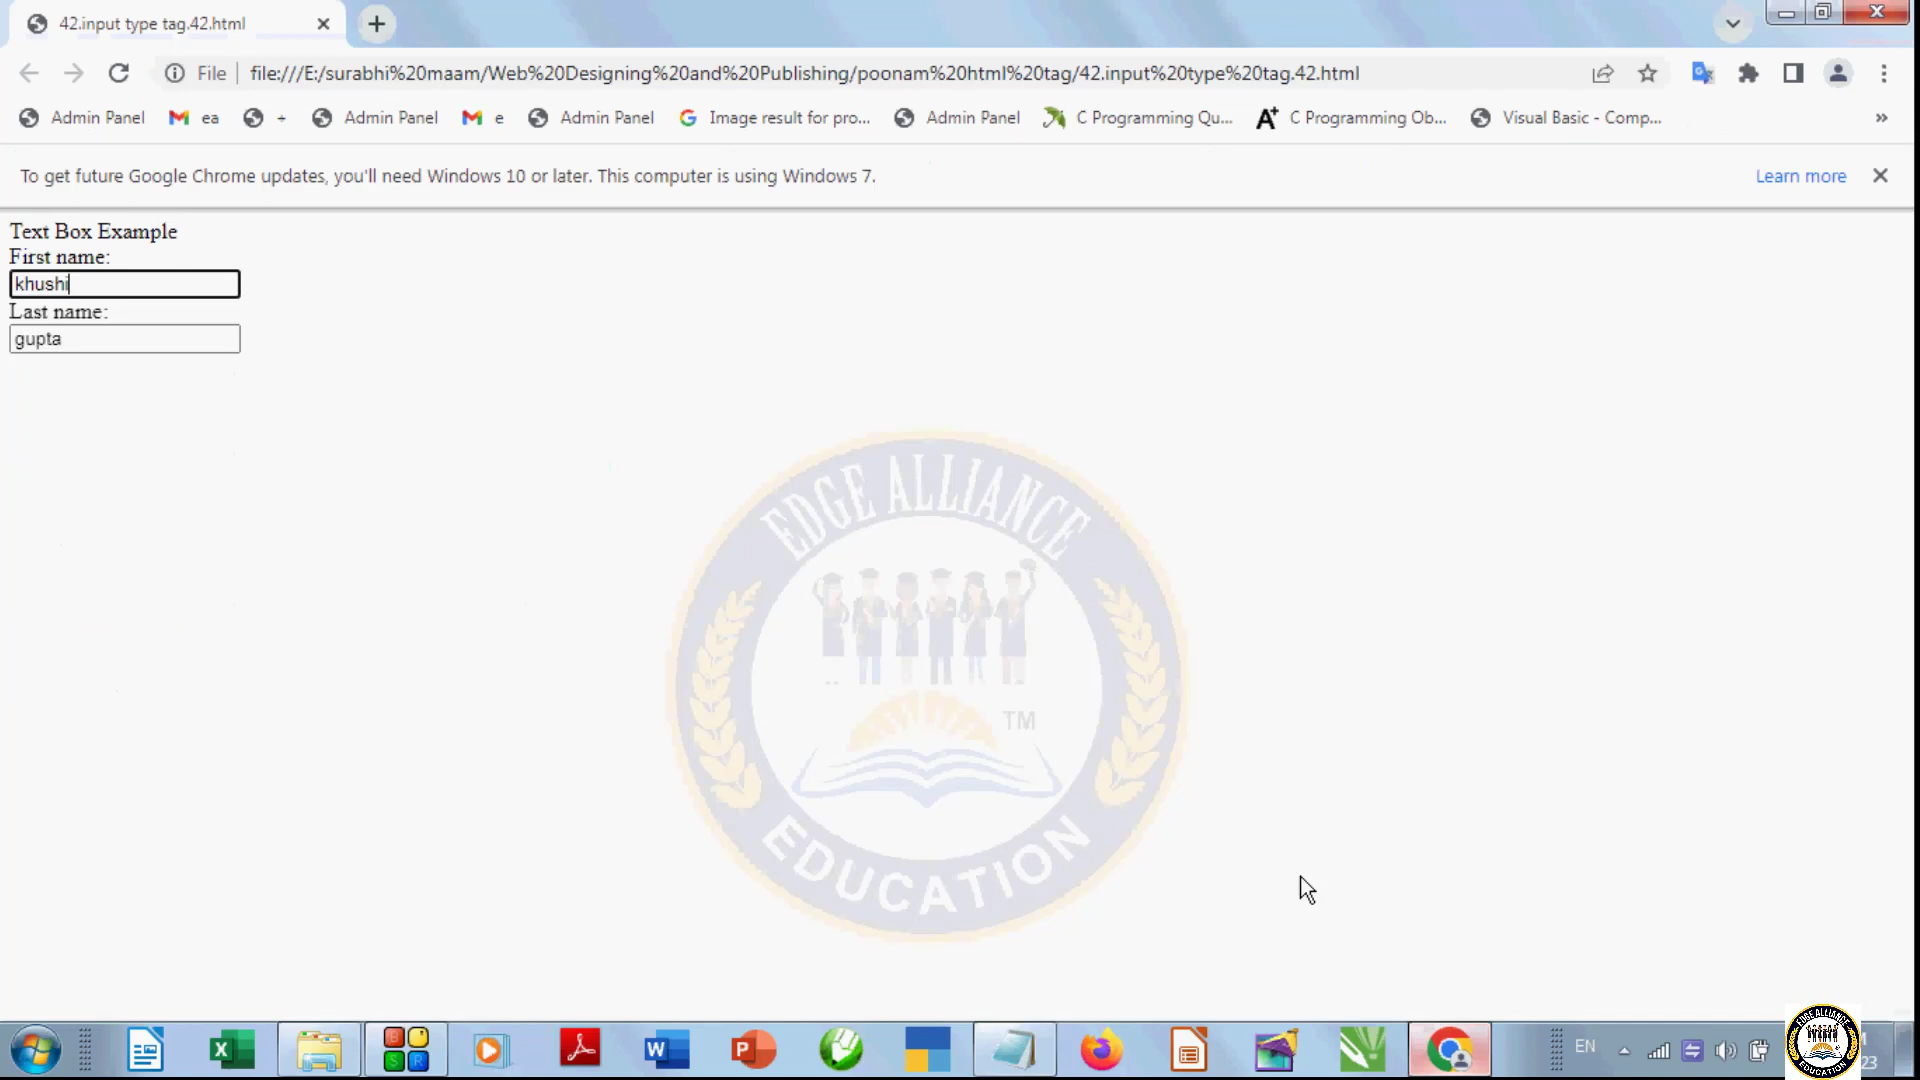 42.input type tag.42.html
File
file:///E:/surabhi%20maam/Web%20Designing%20and%20Publishing/poonam%20html%20tag/42.input%20type%20tag.42.html
Admin Panel ea + Admin Panel e Admin Panel Image result for pro... Admin Panel C Programming Qu... C Programming Ob... Visual Basic - Comp... »
To get future Google Chrome updates, you'll need Windows 10 or later. This computer is using Windows 7. Learn more
Text Box Example
First name:
khushi
Last name:
gupta
EDGE ALLIANCE
TM
EDUCATION
EN
EDGE ALLIANCE
EDUCATION